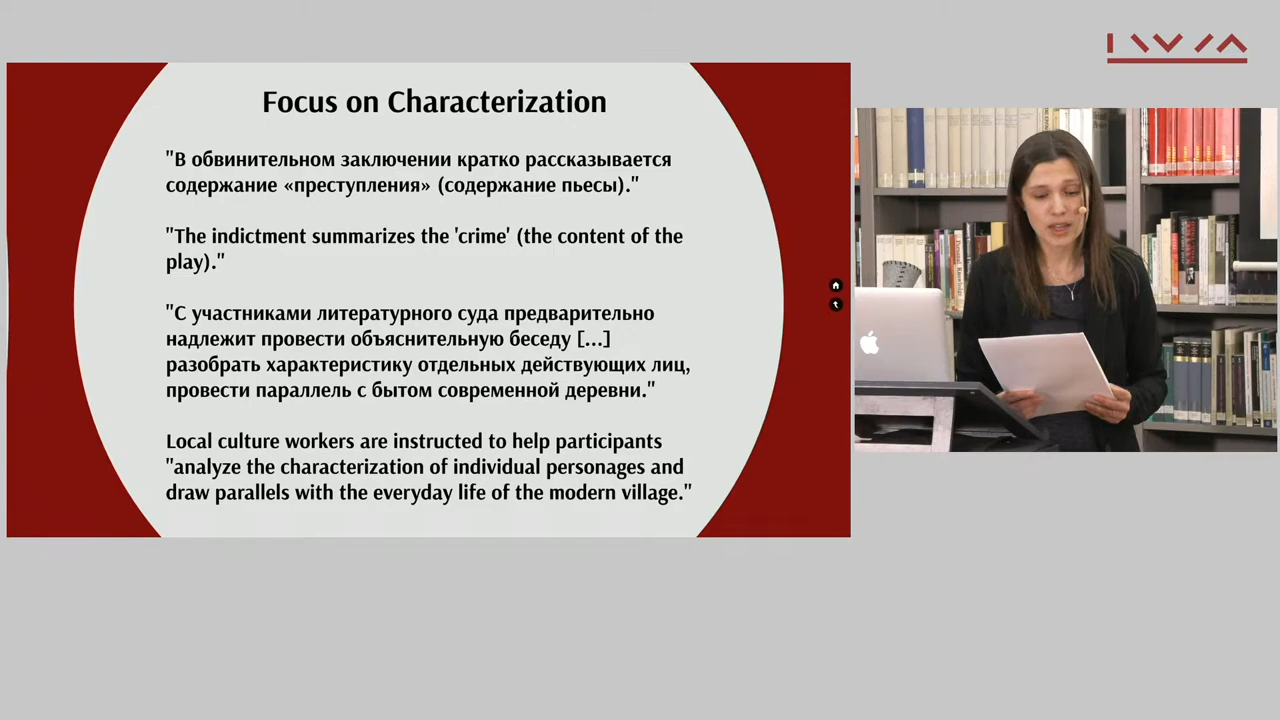 Focus on Characterization
"В обвинительном заключении кратко рассказывается
содержание «преступления» (содержание пьесы)."
"The indictment summarizes the 'crime' (the content of the
play)."
"С участниками литературного суда предварительно
надлежит провести объяснительную беседу [...]
разобрать характеристику отдельных действующих лиц,
провести параллель с бытом современной деревни."
Local culture workers are instructed to help participants
"analyze the characterization of individual personages and
draw parallels with the everyday life of the modern village."